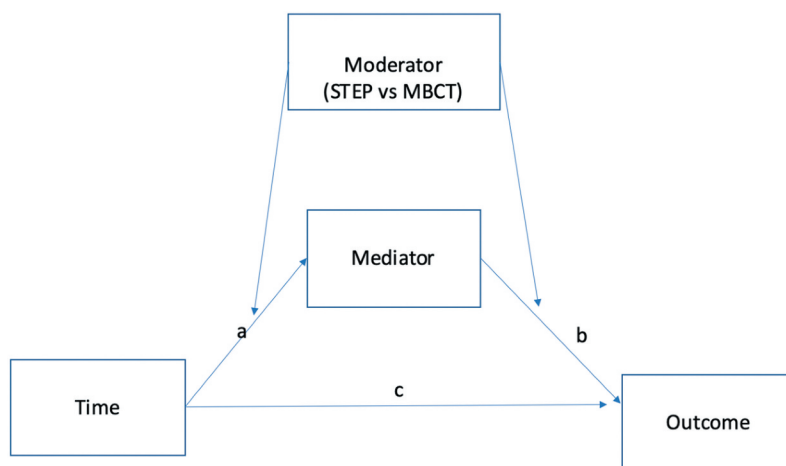 Moderator
(STEP vs MBCT)
Mediator
a
b
Time
c
Outcome